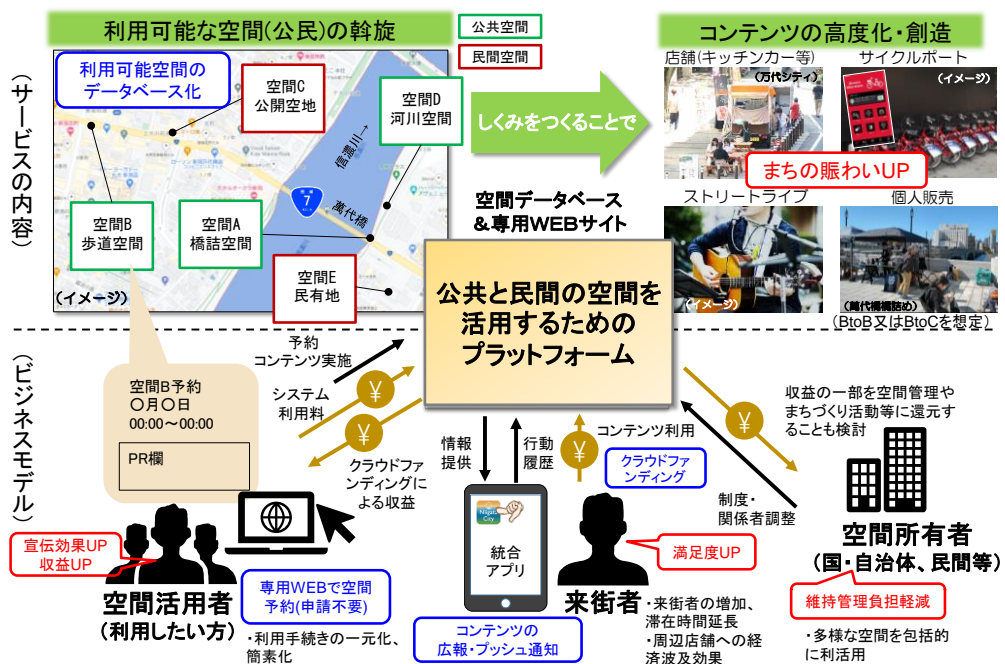 利用可能な空間(公民)の斡旋
公共空間
民間空間
コンテンツの高度化・創造
(サービスの内容)
利用可能空間の
データベース化
空間C
公開空地
空間D
河川空間
信濃川→
7
萬代橋
空間B
歩道空間
空間A
橋詰空間
空間E
民有地
(イメージ)
しくみをつくることで
店舗(キッチンカー等)
(万代シティ)
サイクルポート
(イメージ)
まちの賑わいUP
ストリートライブ
(イメージ)
個人販売
(萬代橋橋詰め)
(BtoB又はBtoCを想定)
空間データベース
&専用WEBサイト
公共と民間の空間を
活用するための
プラットフォーム
(ビジネスモデル)
空間B予約
〇月〇日
00:00~00:00
PR欄
予約
コンテンツ実施
システム
利用料
¥
¥
クラウドファ
ンディングに
よる収益
情報
提供
行動
履歴
¥
コンテンツ利用
クラウドファ
ンディング
¥
制度・
関係者調整
収益の一部を空間管理や
まちづくり活動等に還元す
ることも検討
宣伝効果UP
収益UP
空間活用者
(利用したい方)
専用WEBで空間
予約(申請不要)
・利用手続きの一元化、
簡素化
Niigata
City
統合
アプリ
コンテンツの
広報・プッシュ通知
満足度UP
来街者
・来街者の増加、
滞在時間延長
・周辺店舗への経
済波及効果
空間所有者
(国・自治体、民間等)
維持管理負担軽減
・多様な空間を包括的
に利活用